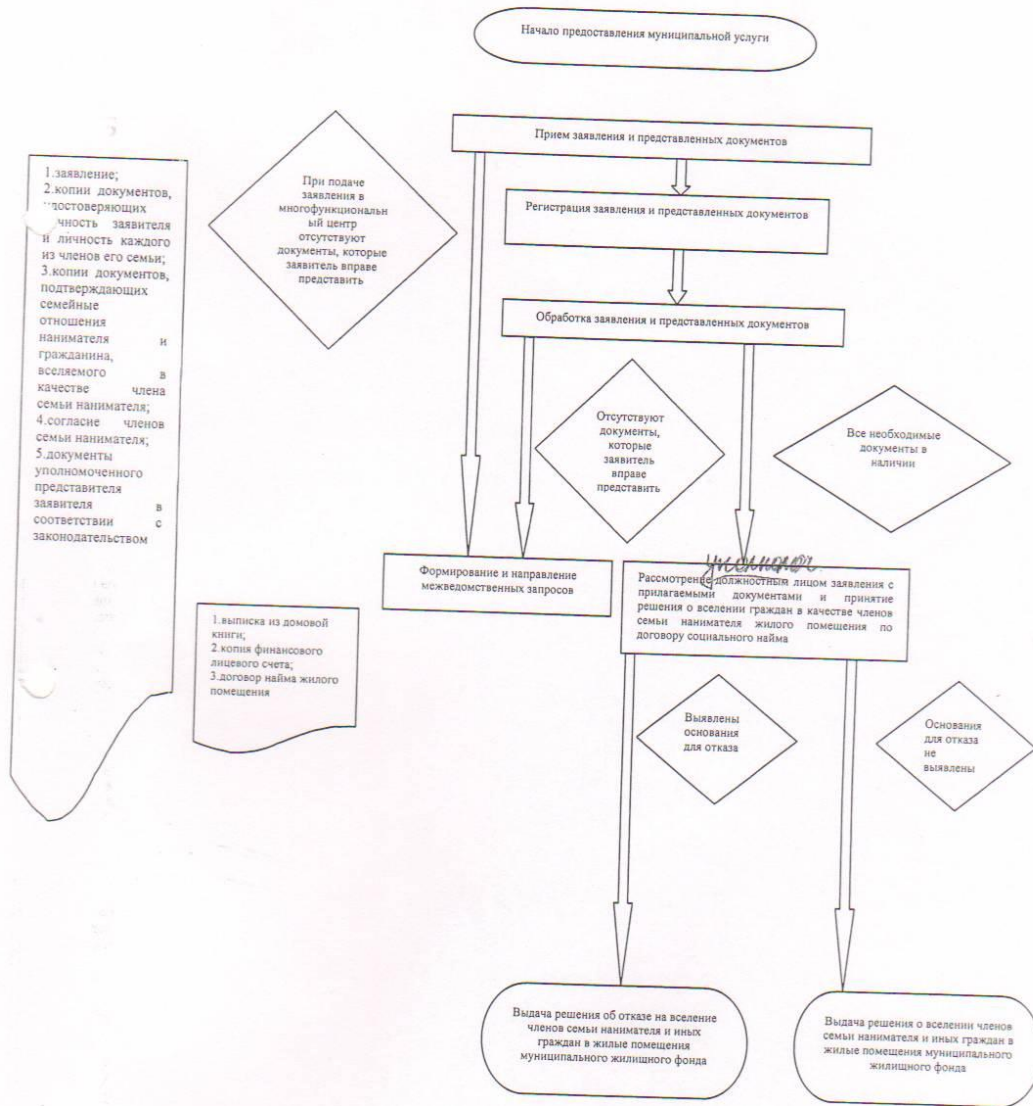 Начало предоставления муниципальной услуги
Прием заявления и представленных документов
1.заявление;
2.копии документов,
удостоверяющих
личность заявителя
и личность каждого
из членов его семьи;
3.копии документов,
подтверждающих
семейные
отношения
нанимателя и
гражданина,
вселяемого в
качестве члена
семьи нанимателя;
4.согласие членов
семьи нанимателя;
5.документы
уполномоченного
представителя
заявителя в
соответствии с
законодательством
При подаче
заявления в
многофункциональн
ый центр
отсутствуют
документы, которые
заявитель вправе
представить
Регистрация заявления и представленных документов
Обработка заявления и представленных документов
Отсутствуют
документы,
которые
заявитель
вправе
представить
Все необходимые
документы в
наличии
Формирование и направление
межведомственных запросов
уполномоч.
Рассмотрение должностным лицом заявления с
прилагаемыми документами и принятие
решения о вселении граждан в качестве членов
семьи нанимателя жилого помещения по
договору социального найма
1.выписка из домовой
книги;
2.копия финансового
лицевого счета;
3.договор найма жилого
помещения
Выявлены
основания
для отказа
Основания
для отказа
не
выявлены
Выдача решения об отказе на вселение
членов семьи нанимателя и иных
граждан в жилые помещения
муниципального жилищного фонда
Выдача решения о вселении членов
семьи нанимателя и иных граждан в
жилые помещения муниципального
жилищного фонда